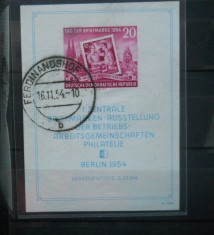 TAG DER BRIEFMARKE 1954
20
DEUTSCHE DEMOKRATISCHE REPUBLIK
FERDINANDSHOF
16.11.54-10
b
ZENTRALE
AUSSTELLUNG
DER BETRIEBS-
ARBEITSGEMEINSCHAFTEN
PHILATELIE
BERLIN 1954